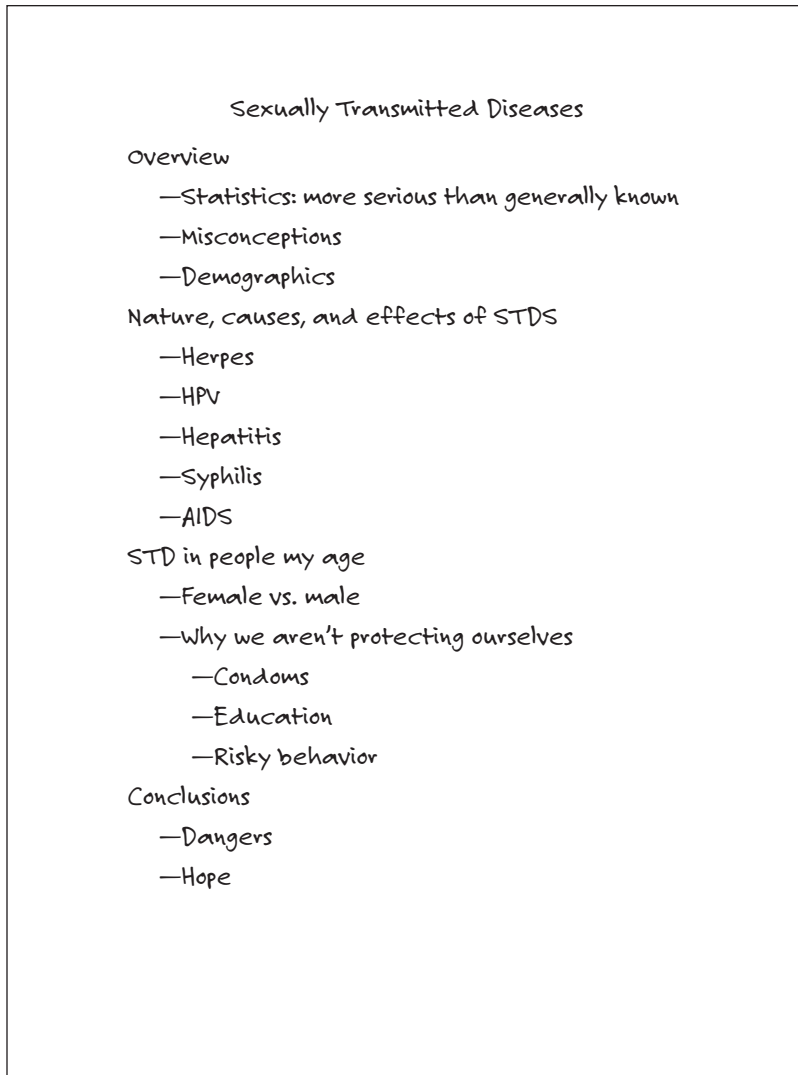 Sexually Transmitted Diseases
Overview
—Statistics: more serious than generally known
—Misconceptions
—Demographics
Nature, causes, and effects of STDS
—Herpes
—HPV
—Hepatitis
—Syphilis
—AIDS
STD in people my age
—Female vs. male
—Why we aren't protecting ourselves
—Condoms
—Education
—Risky behavior
Conclusions
—Dangers
—Hope